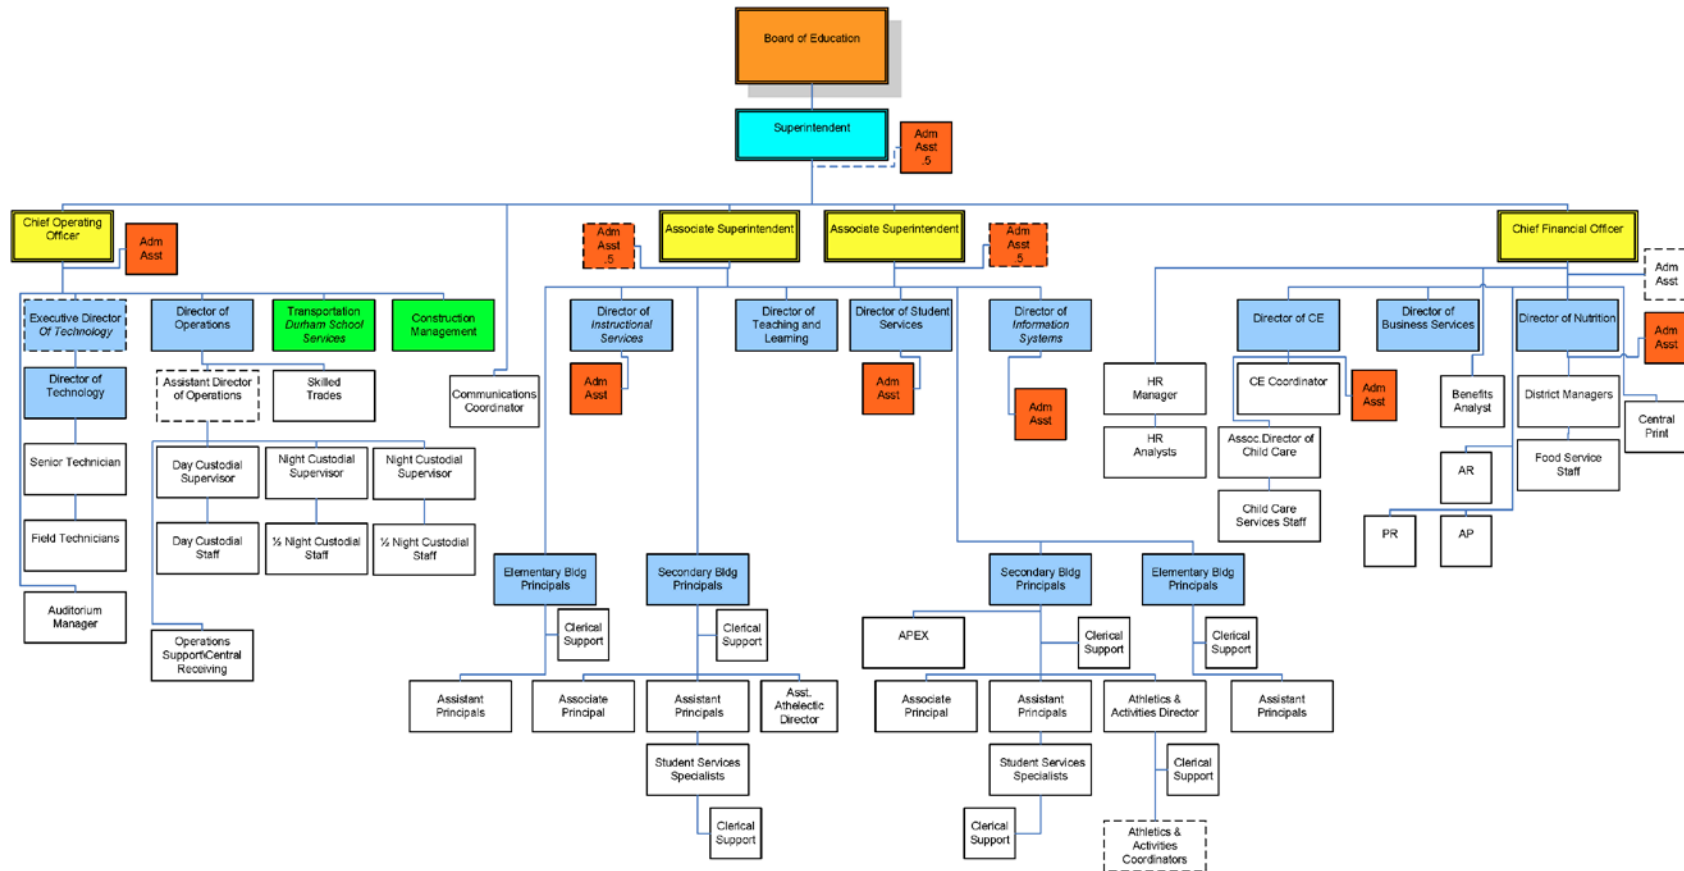 Board of Education
Superintendent
Adm
Asst
.5
Chief Operating
Officer
Adm
Asst
Adm
Asst
.5
Associate Superintendent
Associate Superintendent
Adm
Asst
.5
Chief Financial Officer
Adm
Asst
Executive Director
Of Technology
Director of
Operations
Transportation
Durham School
Services
Construction
Management
Director of
Instructional
Services
Director of
Teaching and
Learning
Director of Student
Services
Director of
Information
Systems
Director of CE
Director of
Business Services
Director of Nutrition
Adm
Asst
Director of
Technology
Assistant Director
of Operations
Skilled
Trades
Communications
Coordinator
Adm
Asst
Adm
Asst
Adm
Asst
HR
Manager
CE Coordinator
Adm
Asst
Benefits
Analyst
District Managers
Central
Print
Senior Technician
Day Custodial
Supervisor
Night Custodial
Supervisor
Night Custodial
Supervisor
HR
Analysts
Assoc.Director of
Child Care
AR
Food Service
Staff
Field Technicians
Day Custodial
Staff
½ Night Custodial
Staff
½ Night Custodial
Staff
Child Care
Services Staff
PR
AP
Elementary Bldg
Principals
Secondary Bldg
Principals
Secondary Bldg
Principals
Elementary Bldg
Principals
Auditorium
Manager
Operations
Support\Central
Receiving
Clerical
Support
Clerical
Support
APEX
Clerical
Support
Clerical
Support
Assistant
Principals
Associate
Principal
Assistant
Principals
Asst.
Athelectic
Director
Associate
Principal
Assistant
Principals
Athletics &
Activities Director
Assistant
Principals
Student Services
Specialists
Student Services
Specialists
Clerical
Support
Clerical
Support
Clerical
Support
Athletics &
Activities
Coordinators